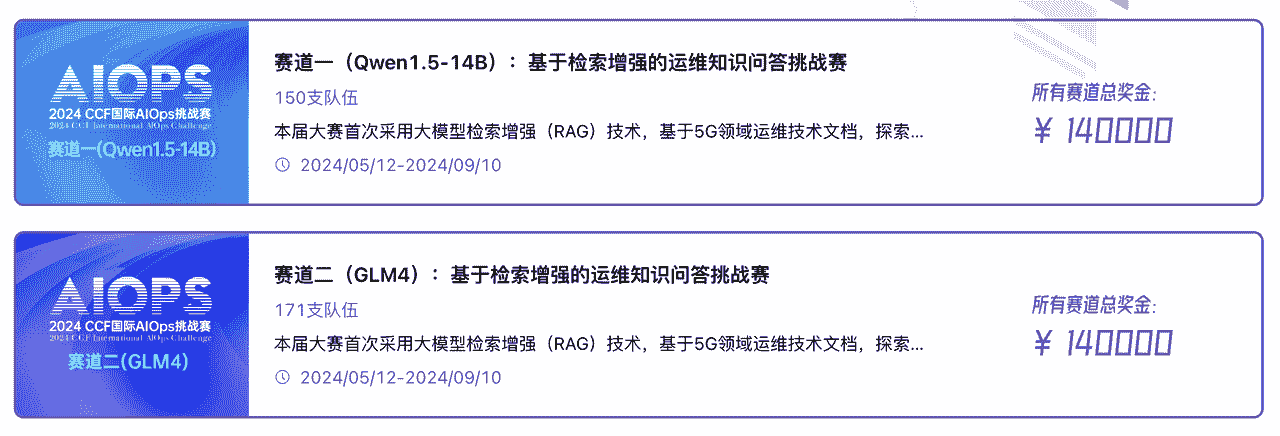 AIOPS
2024 CCF国际AIOps挑战赛
2024 CCF International AIOps Challenge
赛道一(Qwen1.5-14B)
赛道一（Qwen1.5-14B）：基于检索增强的运维知识问答挑战赛
150支队伍
本届大赛首次采用大模型检索增强（RAG）技术，基于5G领域运维技术文档，探索...
2024/05/12-2024/09/10
所有赛道总奖金：
¥ 140000
AIOPS
2024 CCF国际AIOps挑战赛
2024 CCF International AIOps Challenge
赛道二(GLM4)
赛道二（GLM4）：基于检索增强的运维知识问答挑战赛
171支队伍
本届大赛首次采用大模型检索增强（RAG）技术，基于5G领域运维技术文档，探索...
2024/05/12-2024/09/10
所有赛道总奖金：
¥ 140000